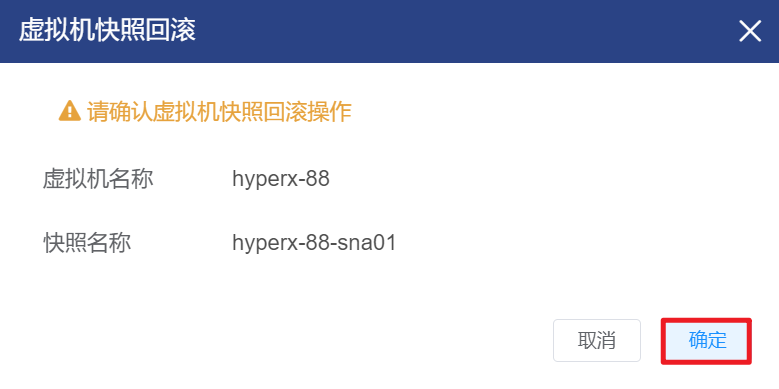 虚拟机快照回滚
请确认虚拟机快照回滚操作
虚拟机名称 hyperx-88
快照名称 hyperx-88-sna01
取消 确定